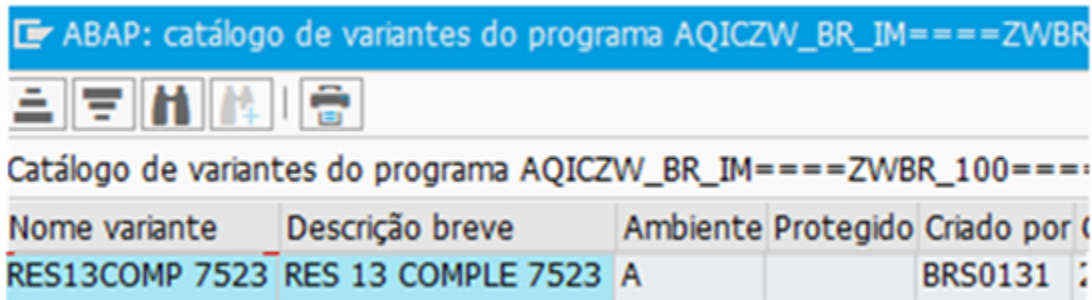 ABAP: catálogo de variantes do programa AQICZW_BR_IM====ZWBR
Catálogo de variantes do programa AQICZW_BR_IM====ZWBR_100====
Nome variante Descrição breve Ambiente Protegido Criado por
RES13COMP 7523 RES 13 COMPLE 7523 A BRS0131